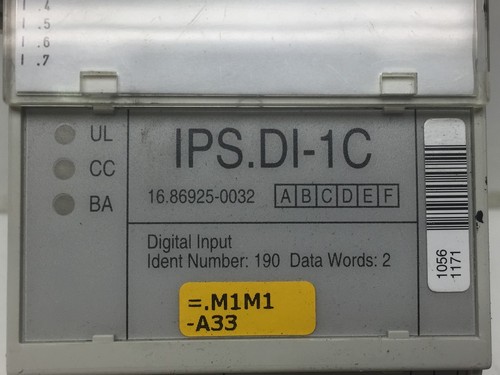 I .4
I .5
I .6
I .7
UL
CC
BA
IPS.DI-1C
16.86925-0032
A B C D E F
Digital Input
Ident Number: 190 Data Words: 2
=.M1M1
-A33
1056
1171